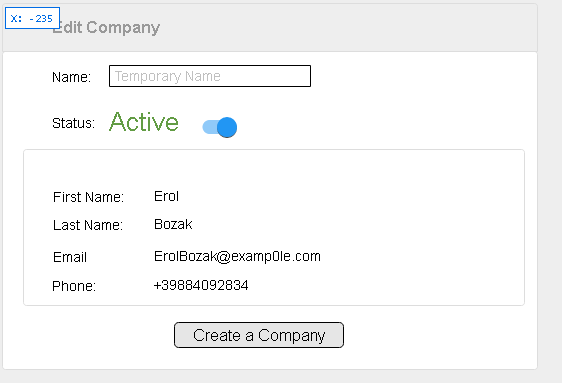 X: -235
Edit Company
Name: Temporary Name
Status: Active
First Name: Erol
Last Name: Bozak
Email ErolBozak@examp0le.com
Phone: +39884092834
Create a Company